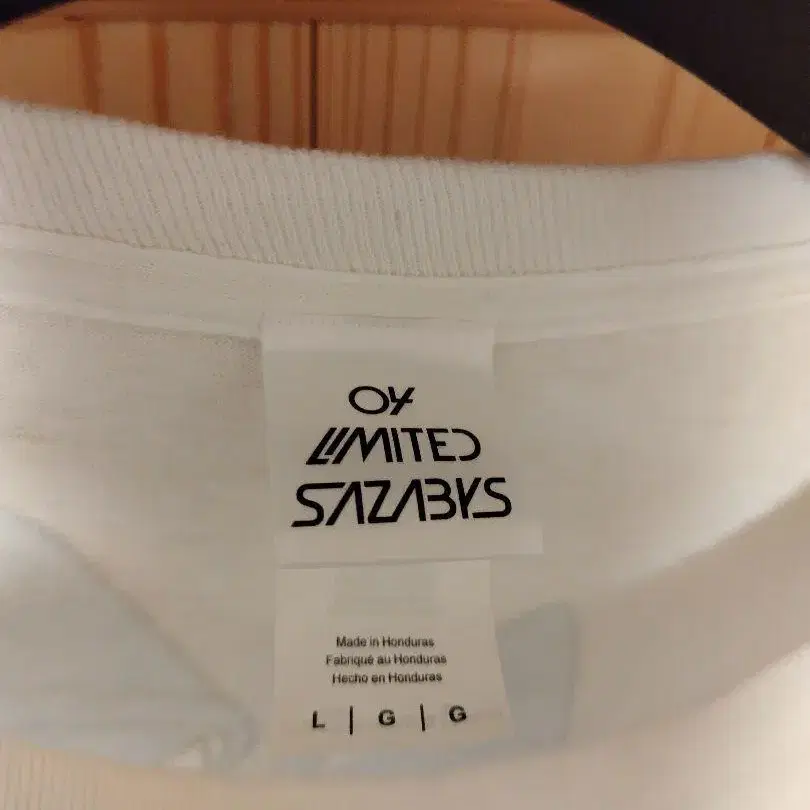 04
LIMITED
SAZABYS
Made in Honduras
Fabriqué au Honduras
Hecho en Honduras
L | G | G